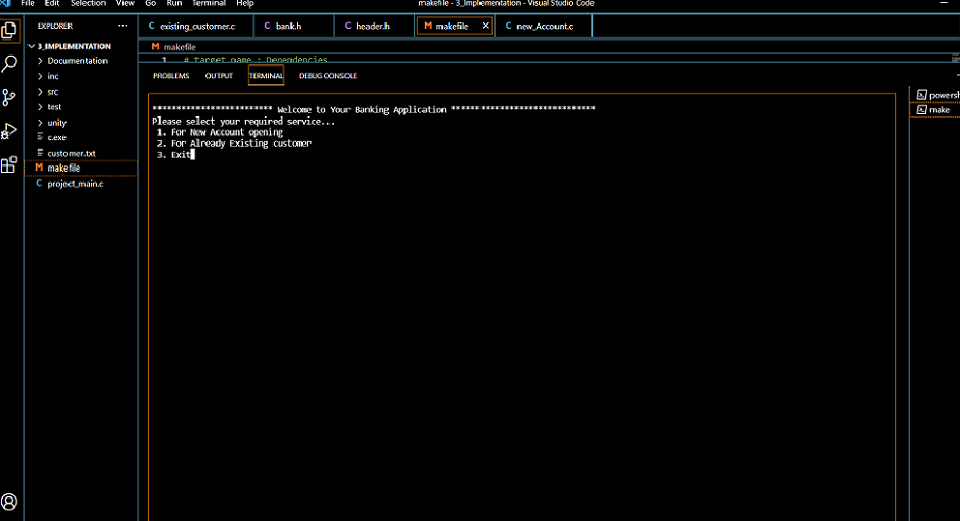 File Edit Selection View Go Run Terminal Help makefile - 3_Implementation - Visual Studio Code
EXPLORER ...
existing_customer.c bank.h header.h makefile X new_Account.c
3_IMPLEMENTATION
Documentation
inc
src
test
unity
c.exe
customer.txt
makefile
project_main.c
makefile
1 # target name : Dependencies
PROBLEMS OUTPUT TERMINAL DEBUG CONSOLE
************************ Welcome to Your Banking Application *****************************
Please select your required service...
1. For New Account opening
2. For Already Existing customer
3. Exit
powersh
make